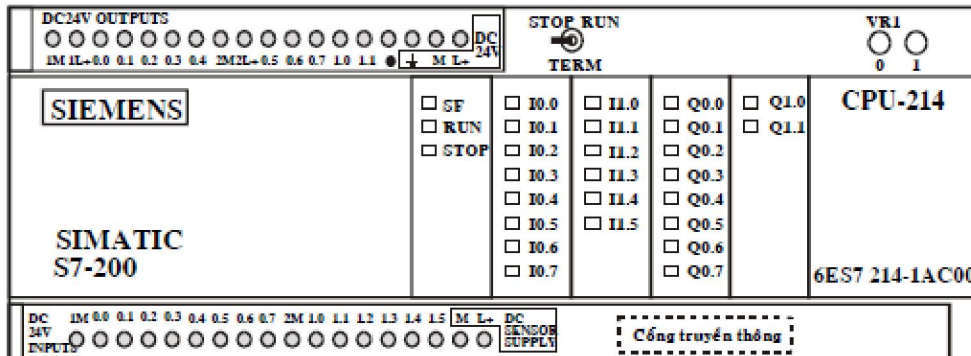 DC24V OUTPUTS
1M 1L+ 0.0 0.1 0.2 0.3 0.4 2M 2L+ 0.5 0.6 0.7 1.0 1.1 M L+
DC 24V
STOP RUN
TERM
VR1
0 1
SIEMENS
SIMATIC
S7-200
SF
RUN
STOP
I0.0
I0.1
I0.2
I0.3
I0.4
I0.5
I0.6
I0.7
I1.0
I1.1
I1.2
I1.3
I1.4
I1.5
Q0.0
Q0.1
Q0.2
Q0.3
Q0.4
Q0.5
Q0.6
Q0.7
Q1.0
Q1.1
CPU-214
6ES7 214-1AC00
DC
24V
INPUTS
1M 0.0 0.1 0.2 0.3 0.4 0.5 0.6 0.7 2M 1.0 1.1 1.2 1.3 1.4 1.5 M L+
DC
SENSOR
SUPPLY
Cổng truyền thông